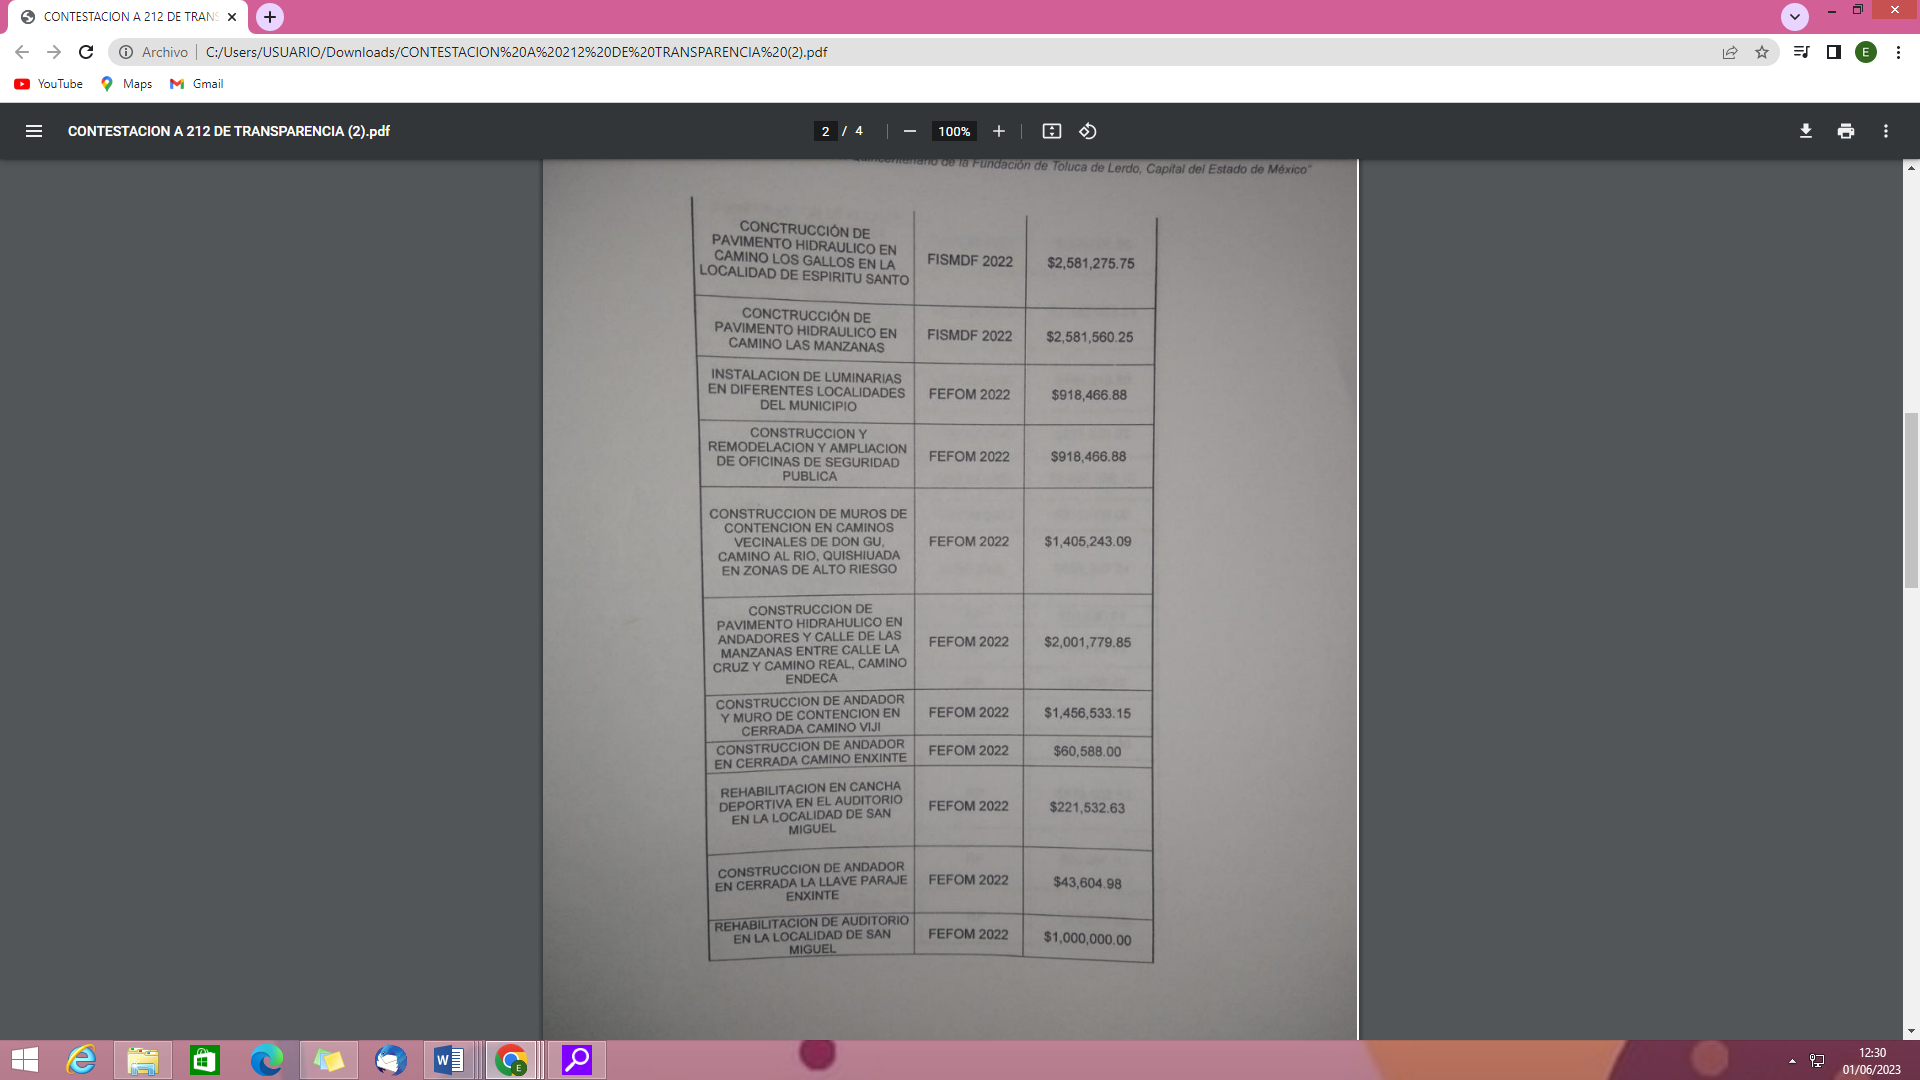 CONTESTACION A 212 DE TRANS
Archivo
C:/Users/USUARIO/Downloads/CONTESTACION%20A%20212%20DE%20TRANSPARENCIA%20(2).pdf
E
YouTube
Maps
Gmail
CONTESTACION A 212 DE TRANSPARENCIA (2).pdf
2 / 4
100%
Quincentenario de la Fundación de Toluca de Lerdo, Capital del Estado de México"
CONCTRUCCIÓN DE
PAVIMENTO HIDRAULICO EN
CAMINO LOS GALLOS EN LA
LOCALIDAD DE ESPIRITU SANTO
FISMDF 2022
$2,581,275.75
CONCTRUCCIÓN DE
PAVIMENTO HIDRAULICO EN
CAMINO LAS MANZANAS
FISMDF 2022
$2,581,560.25
INSTALACION DE LUMINARIAS
EN DIFERENTES LOCALIDADES
DEL MUNICIPIO
FEFOM 2022
$918,466.88
CONSTRUCCION Y
REMODELACION Y AMPLIACION
DE OFICINAS DE SEGURIDAD
PUBLICA
FEFOM 2022
$918,466.88
CONSTRUCCION DE MUROS DE
CONTENCION EN CAMINOS
VECINALES DE DON GU,
CAMINO AL RIO, QUISHIUADA
EN ZONAS DE ALTO RIESGO
FEFOM 2022
$1,405,243.09
CONSTRUCCION DE
PAVIMENTO HIDRAHULICO EN
ANDADORES Y CALLE DE LAS
MANZANAS ENTRE CALLE LA
CRUZ Y CAMINO REAL, CAMINO
ENDECA
FEFOM 2022
$2,001,779.85
CONSTRUCCION DE ANDADOR
Y MURO DE CONTENCION EN
CERRADA CAMINO VIJI
FEFOM 2022
$1,456,533.15
CONSTRUCCION DE ANDADOR
EN CERRADA CAMINO ENXINTE
FEFOM 2022
$60,588.00
REHABILITACION EN CANCHA
DEPORTIVA EN EL AUDITORIO
EN LA LOCALIDAD DE SAN
MIGUEL
FEFOM 2022
$221,532.63
CONSTRUCCION DE ANDADOR
EN CERRADA LA LLAVE PARAJE
ENXINTE
FEFOM 2022
$43,604.98
REHABILITACION DE AUDITORIO
EN LA LOCALIDAD DE SAN
MIGUEL
FEFOM 2022
$1,000,000.00
12:30
01/06/2023